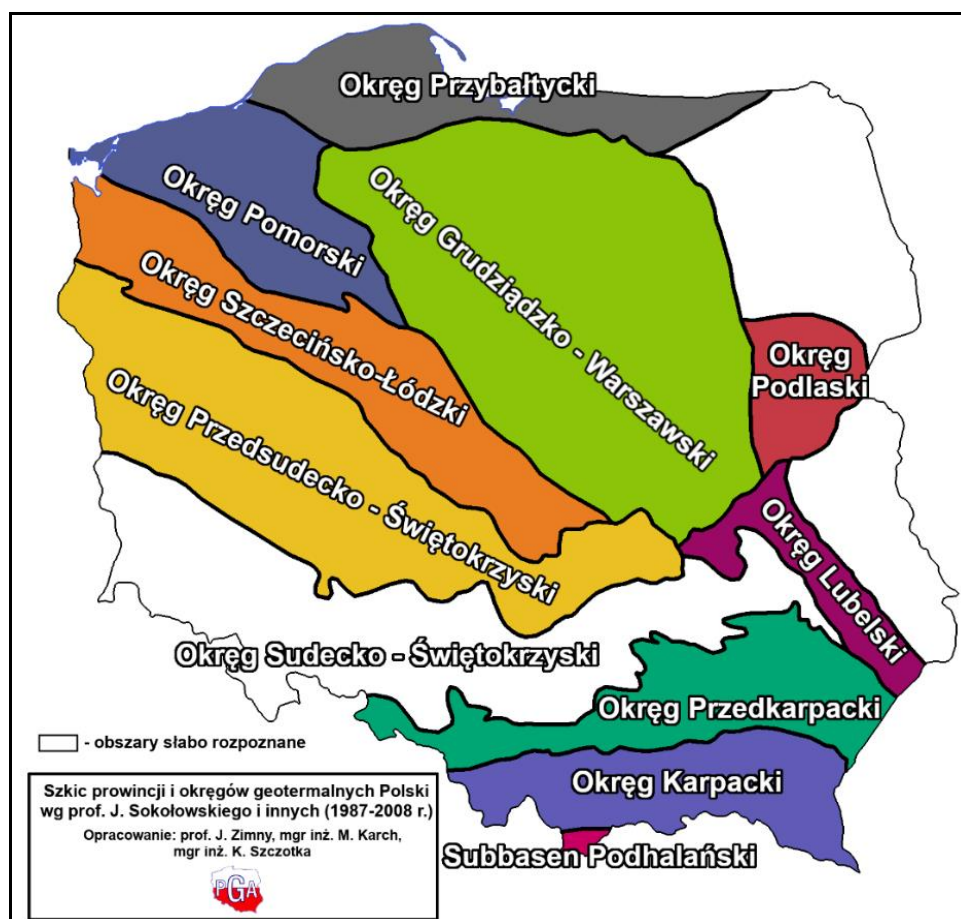 Okręg Przybałtycki
Okręg Pomorski
Okręg Grudziądzko - Warszawski
Okręg Szczecińsko-Łódzki
Okręg
Podlaski
Okręg Przedsudecko - Świętokrzyski
Okręg Lubelski
Okręg Sudecko - Świętokrzyski
Okręg Przedkarpacki
- obszary słabo rozpoznane
Okręg Karpacki
Subbasen Podhalański
Szkic prowincji i okręgów geotermalnych Polski
wg prof. J. Sokołowskiego i innych (1987-2008 r.)
Opracowanie: prof. J. Zimny, mgr inż. M. Karch,
mgr inż. K. Szczotka
PGA